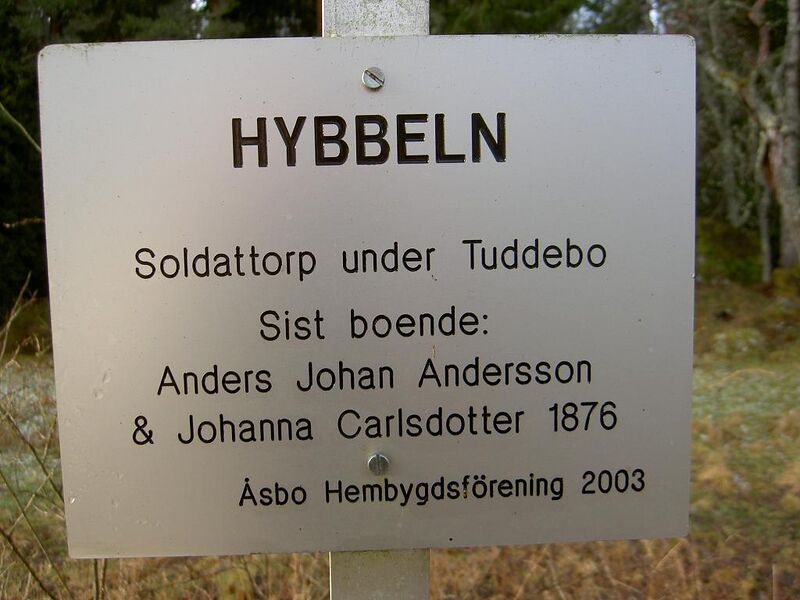 HYBBELN
Soldattorp under Tuddebo
Sist boende:
Anders Johan Andersson
& Johanna Carlsdotter 1876
Åsbo Hembygdsförening 2003